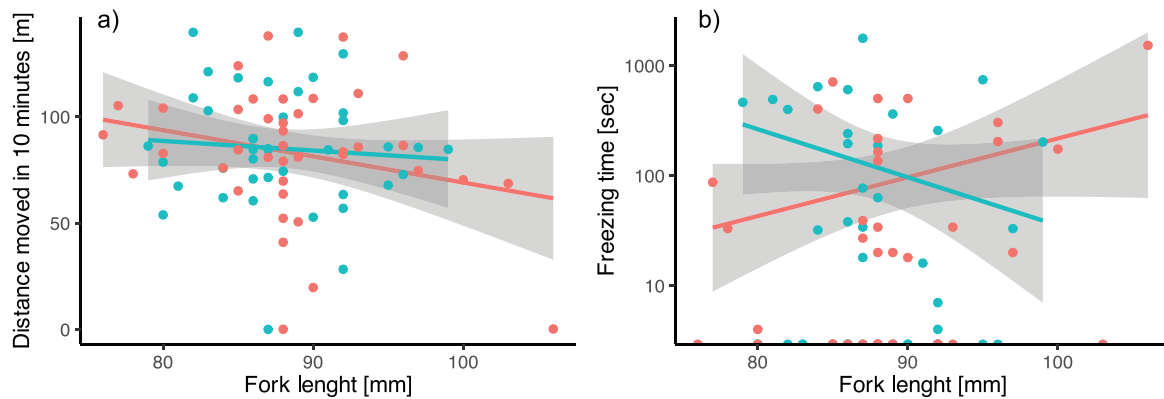 a)
Distance moved in 10 minutes [m]
100
50
0
80
90
100
Fork lenght [mm]
b)
Freezing time [sec]
1000
100
10
80
90
100
Fork lenght [mm]